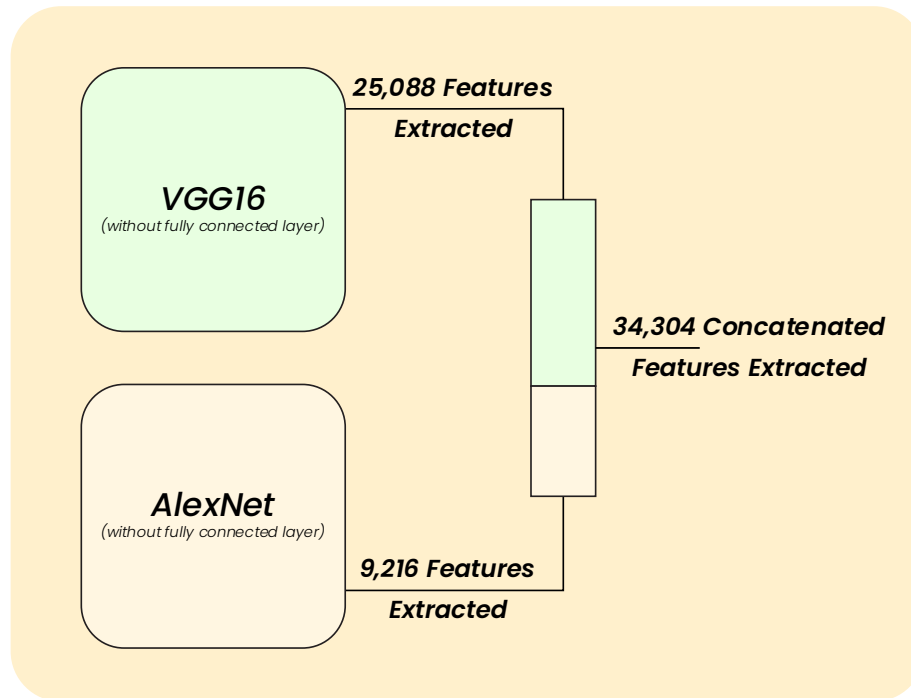 25,088 Features
Extracted
VGG16
(without fully connected layer)
34,304 Concatenated
Features Extracted
AlexNet
(without fully connected layer)
9,216 Features
Extracted